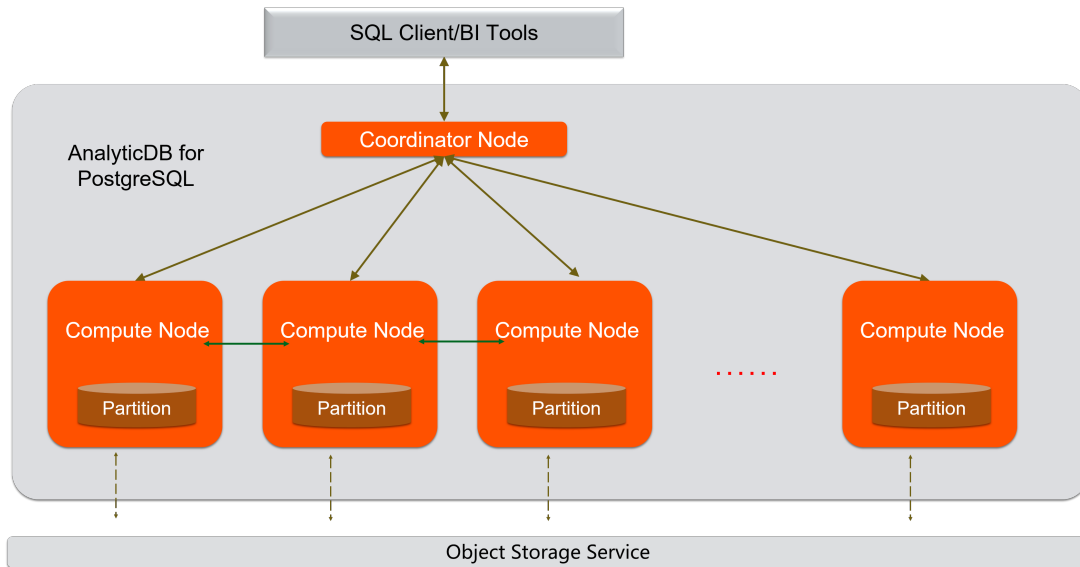 SQL Client/BI Tools
Coordinator Node
AnalyticDB for
PostgreSQL
Compute Node
Compute Node
Compute Node
Compute Node
......
Partition
Partition
Partition
Partition
Object Storage Service